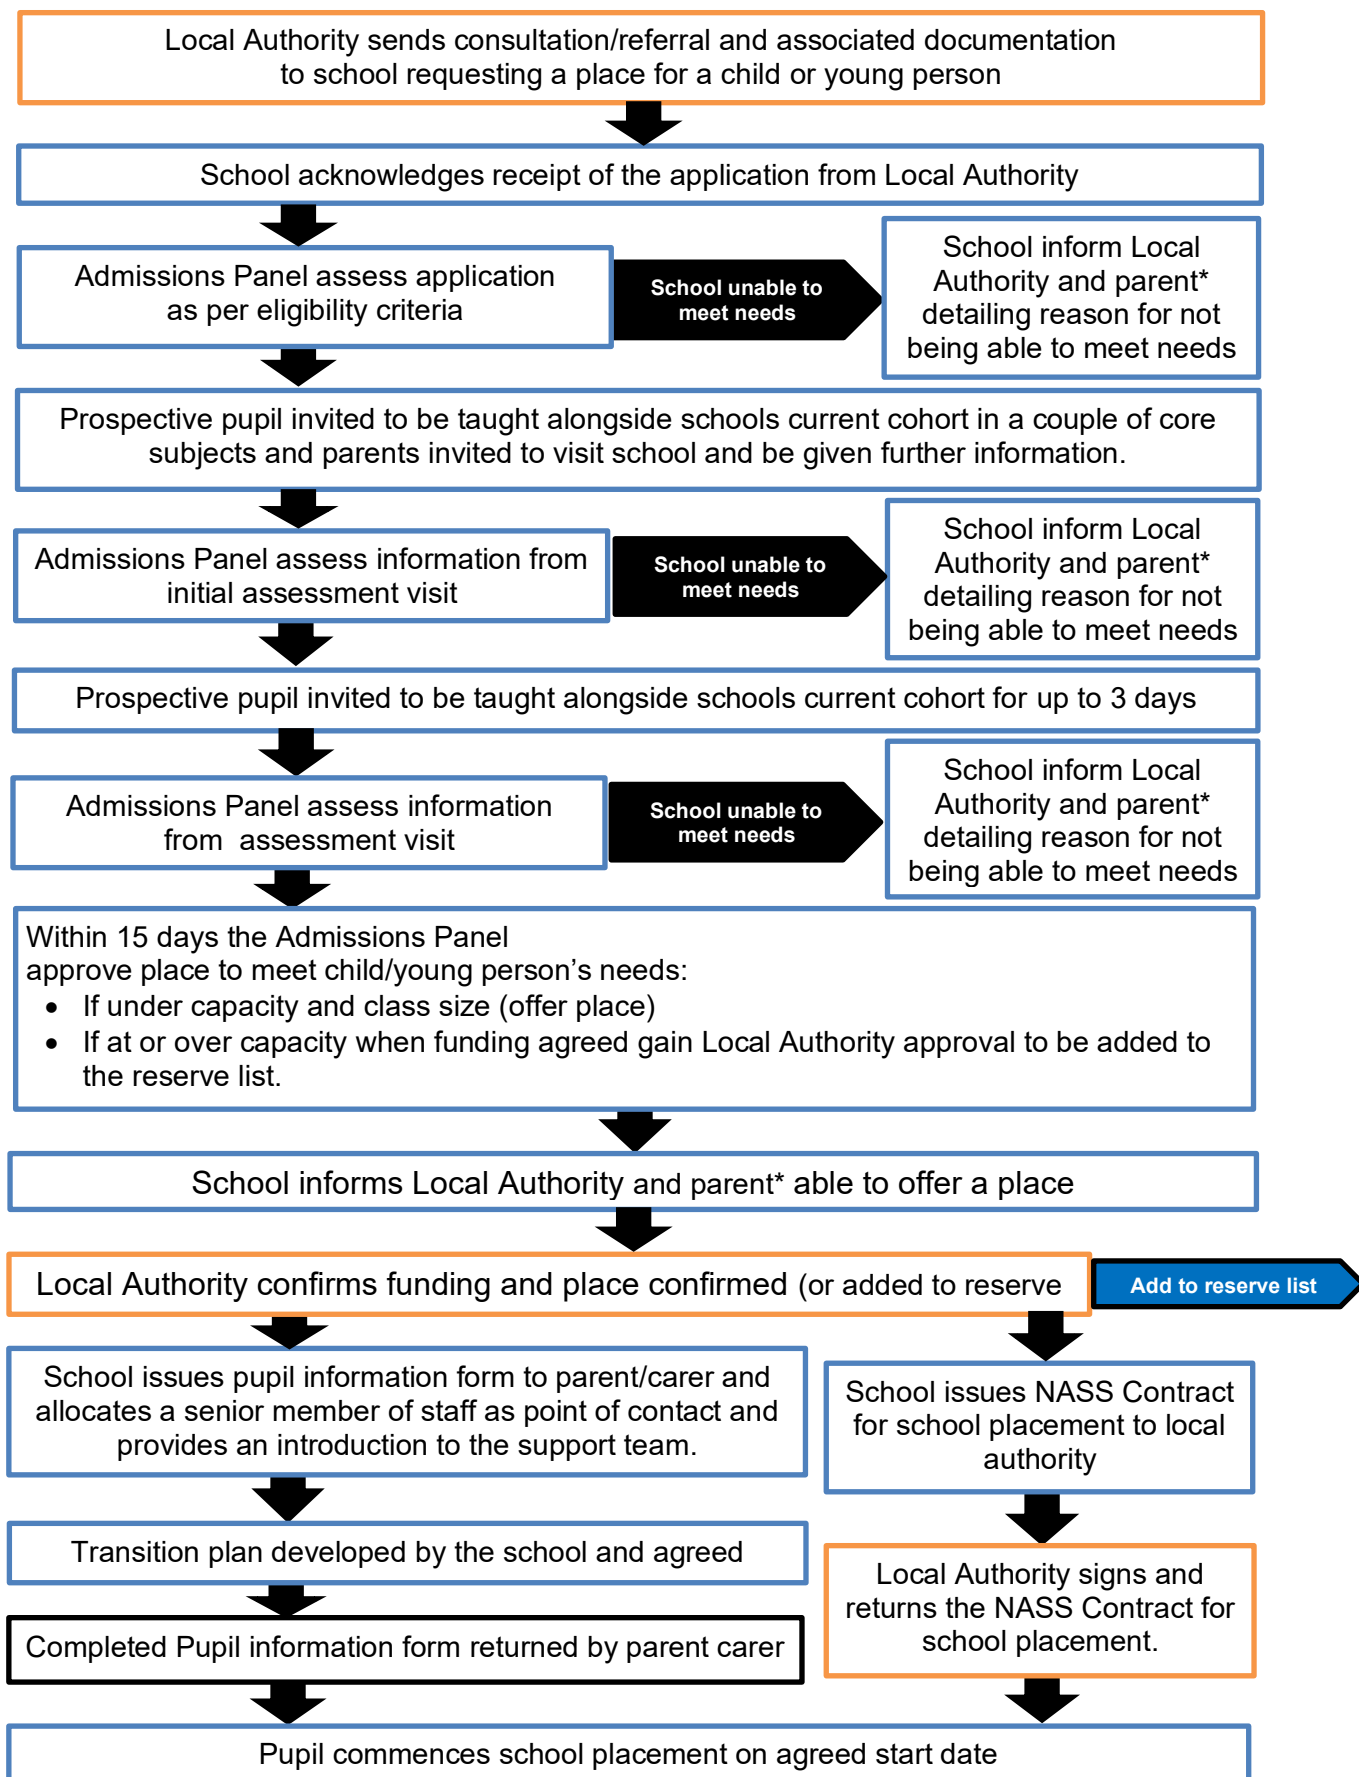 Local Authority sends consultation/referral and associated documentation
to school requesting a place for a child or young person
School acknowledges receipt of the application from Local Authority
Admissions Panel assess application
as per eligibility criteria
School unable to
meet needs
School inform Local
Authority and parent*
detailing reason for not
being able to meet needs
Prospective pupil invited to be taught alongside schools current cohort in a couple of core
subjects and parents invited to visit school and be given further information.
Admissions Panel assess information from
initial assessment visit
School unable to
meet needs
School inform Local
Authority and parent*
detailing reason for not
being able to meet needs
Prospective pupil invited to be taught alongside schools current cohort for up to 3 days
Admissions Panel assess information
from  assessment visit
School unable to
meet needs
School inform Local
Authority and parent*
detailing reason for not
being able to meet needs
Within 15 days the Admissions Panel
approve place to meet child/young person’s needs:
• If under capacity and class size (offer place)
• If at or over capacity when funding agreed gain Local Authority approval to be added to
the reserve list.
School informs Local Authority and parent* able to offer a place
Local Authority confirms funding and place confirmed (or added to reserve
Add to reserve list
School issues pupil information form to parent/carer and
allocates a senior member of staff as point of contact and
provides an introduction to the support team.
School issues NASS Contract
for school placement to local
authority
Transition plan developed by the school and agreed
Local Authority signs and
returns the NASS Contract for
school placement.
Completed Pupil information form returned by parent carer
Pupil commences school placement on agreed start date